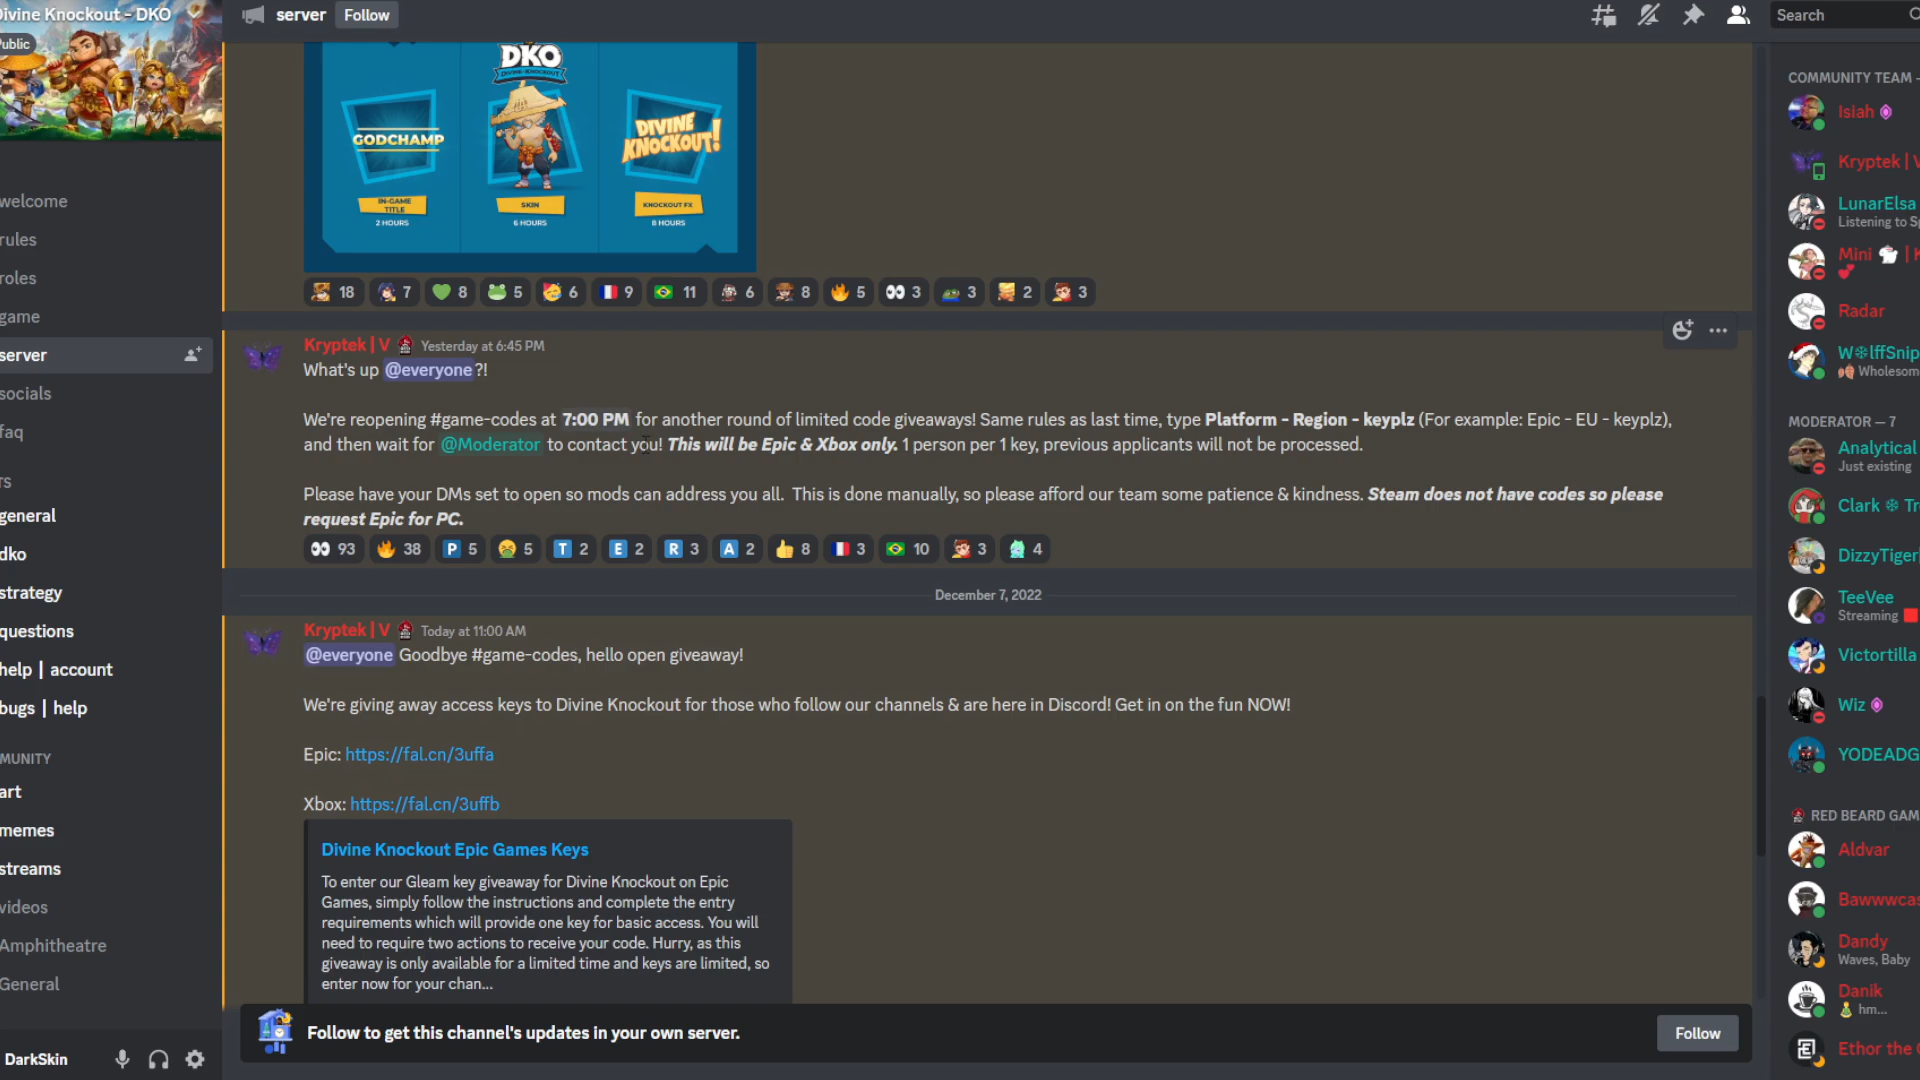 Divine Knockout - DKO
Public
welcome
rules
roles
game
server
socials
faq
general
dko
strategy
questions
help | account
bugs | help
MUNITY
art
memes
streams
videos
Amphitheatre
General
DarkSkin
server
Follow
Search
DKO
DIVINE KNOCKOUT
GODCHAMP
DIVINE
KNOCKOUT!
IN-GAME
TITLE
SKIN
KNOCKOUT FX
2 HOURS
6 HOURS
8 HOURS
18 7 8 5 6 9 11 6 8 5 3 3 2 3
Kryptek | V Yesterday at 6:45 PM
What's up @everyone?!
We're reopening #game-codes at 7:00 PM for another round of limited code giveaways! Same rules as last time, type Platform - Region - keyplz (For example: Epic - EU - keyplz),
and then wait for @Moderator to contact you! This will be Epic & Xbox only. 1 person per 1 key, previous applicants will not be processed.
Please have your DMs set to open so mods can address you all. This is done manually, so please afford our team some patience & kindness. Steam does not have codes so please
request Epic for PC.
93 38 P 5 5 T 2 E 2 R 3 A 2 8 3 10 3 4
December 7, 2022
Kryptek | V Today at 11:00 AM
@everyone Goodbye #game-codes, hello open giveaway!
We're giving away access keys to Divine Knockout for those who follow our channels & are here in Discord! Get in on the fun NOW!
Epic: https://fal.cn/3uffa
Xbox: https://fal.cn/3uffb
Divine Knockout Epic Games Keys
To enter our Gleam key giveaway for Divine Knockout on Epic
Games, simply follow the instructions and complete the entry
requirements which will provide one key for basic access. You will
need to require two actions to receive your code. Hurry, as this
giveaway is only available for a limited time and keys are limited, so
enter now for your chan...
Follow to get this channel's updates in your own server.
Follow
COMMUNITY TEAM -
Isiah
Kryptek | V
LunarElsa
Listening to Sp
Mini | K
Radar
W❄lffSnip
Wholesom
MODERATOR — 7
Analytical
Just existing
Clark ❄ Tr
DizzyTiger
TeeVee
Streaming
Victortilla
Wiz
YODEADG
RED BEARD GAM
Aldvar
Bawwwcas
Dandy
Waves, Baby
Danik
hm...
Ethor the